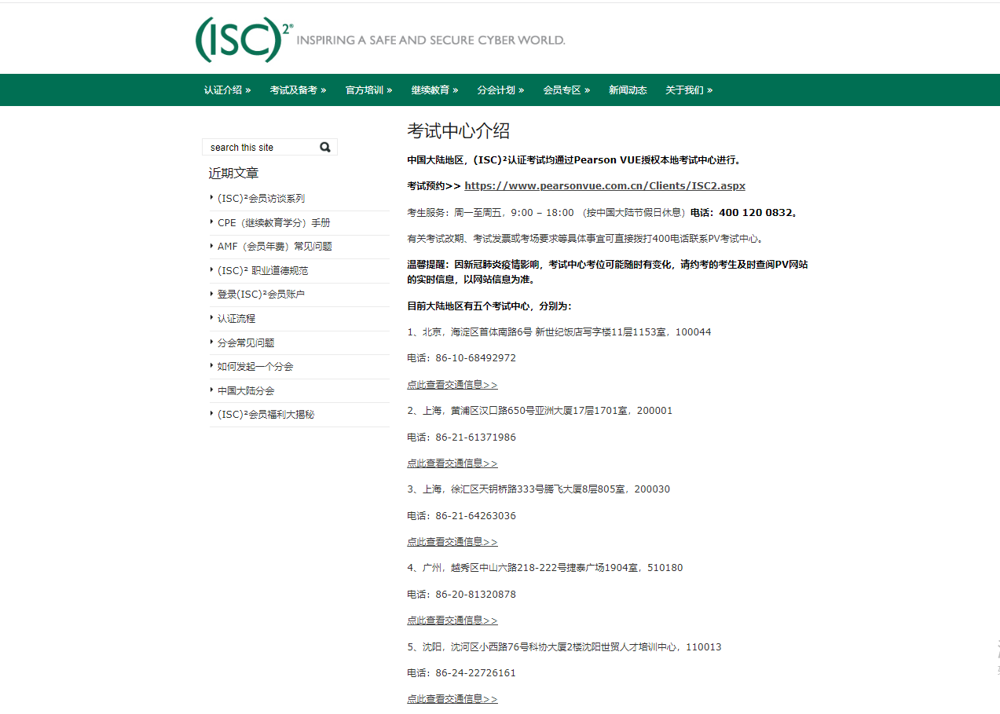 (ISC)²® INSPIRING A SAFE AND SECURE CYBER WORLD.
认证介绍 » 考试及备考 » 官方培训 » 继续教育 » 分会计划 » 会员专区 » 新闻动态 关于我们 »
search this site
近期文章
(ISC)²会员访谈系列
CPE（继续教育学分）手册
AMF（会员年费）常见问题
(ISC)² 职业道德规范
登录(ISC)²会员账户
认证流程
分会常见问题
如何发起一个分会
中国大陆分会
(ISC)²会员福利大揭秘
考试中心介绍
中国大陆地区，(ISC)²认证考试均通过Pearson VUE授权本地考试中心进行。
考试预约>> https://www.pearsonvue.com.cn/Clients/ISC2.aspx
考生服务：周一至周五，9:00 – 18:00 （按中国大陆节假日休息）电话：400 120 0832。
有关考试改期、考试发票或考场要求等具体事宜可直接拨打400电话联系PV考试中心。
温馨提醒：因新冠肺炎疫情影响，考试中心考位可能随时有变化，请约考的考生及时查阅PV网站
的实时信息，以网站信息为准。
目前大陆地区有五个考试中心，分别为：
1、北京，海淀区首体南路6号 新世纪饭店写字楼11层1153室，100044
电话：86-10-68492972
点此查看交通信息>>
2、上海，黄浦区汉口路650号亚洲大厦17层1701室，200001
电话：86-21-61371986
点此查看交通信息>>
3、上海，徐汇区天钥桥路333号腾飞大厦8层805室，200030
电话：86-21-64263036
点此查看交通信息>>
4、广州，越秀区中山六路218-222号捷泰广场1904室，510180
电话：86-20-81320878
点此查看交通信息>>
5、沈阳，沈河区小西路76号科协大厦2楼沈阳世贸人才培训中心，110013
电话：86-24-22726161
点此查看交通信息>>